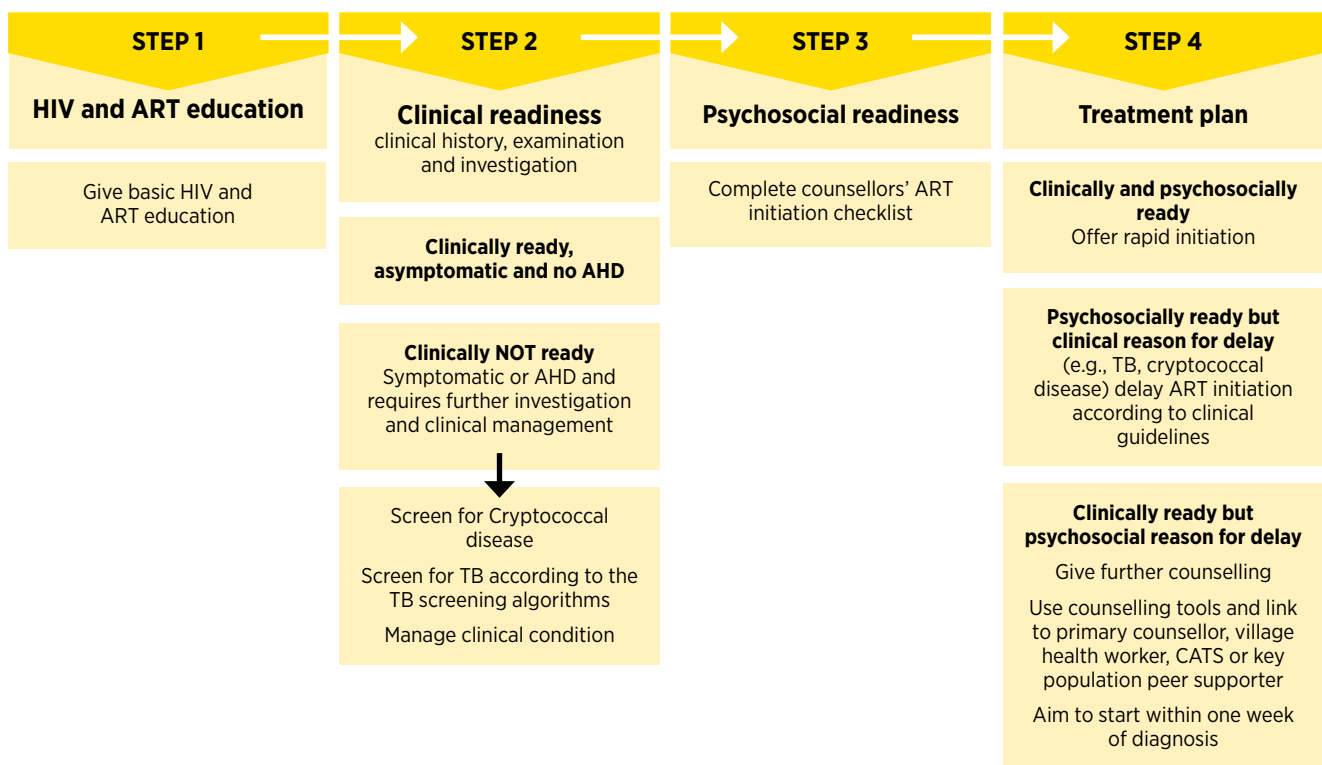 STEP 1
HIV and ART education
Give basic HIV and
ART education
STEP 2
Clinical readiness
clinical history, examination
and investigation
Clinically ready,
asymptomatic and no AHD
Clinically NOT ready
Symptomatic or AHD and
requires further investigation
and clinical management
Screen for Cryptococcal
disease
Screen for TB according to the
TB screening algorithms
Manage clinical condition
STEP 3
Psychosocial readiness
Complete counsellors’ ART
initiation checklist
STEP 4
Treatment plan
Clinically and psychosocially
ready
Offer rapid initiation
Psychosocially ready but
clinical reason for delay
(e.g., TB, cryptococcal
disease) delay ART initiation
according to clinical
guidelines
Clinically ready but
psychosocial reason for delay
Give further counselling
Use counselling tools and link
to primary counsellor, village
health worker, CATS or key
population peer supporter
Aim to start within one week
of diagnosis